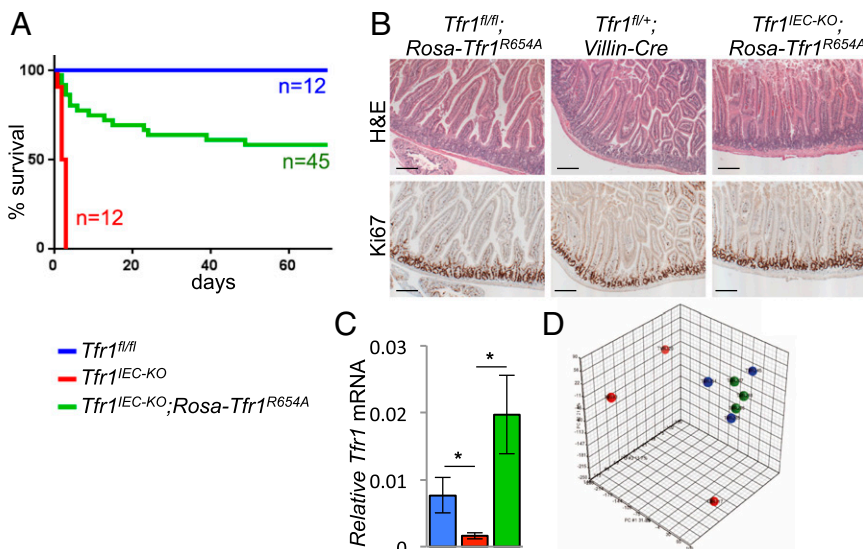 A
B
Tfr1fl/fl;
Rosa-Tfr1R654A
Tfr1fl/+;
Villin-Cre
Tfr1IEC-KO;
Rosa-Tfr1R654A
H&E
Ki67
% survival
100
50
0
n=12
n=45
n=12
0
20
40
60
days
Tfr1fl/fl
Tfr1IEC-KO
Tfr1IEC-KO;Rosa-Tfr1R654A
C
Relative Tfr1 mRNA
0.03
0.02
0.01
0
*
*
D